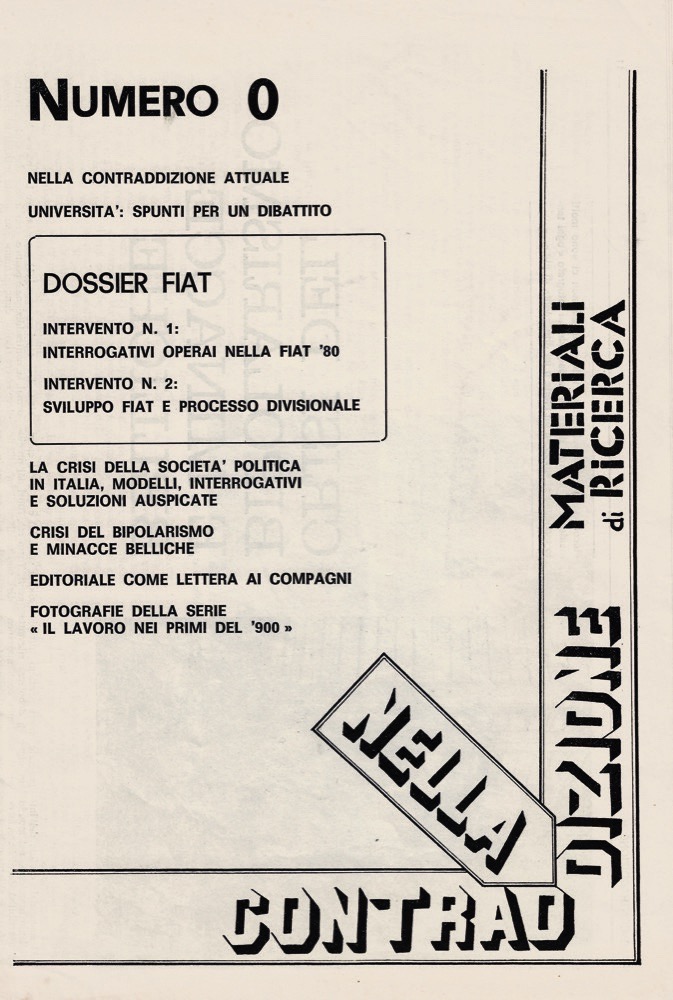 NUMERO 0
NELLA CONTRADDIZIONE ATTUALE
UNIVERSITA': SPUNTI PER UN DIBATTITO
DOSSIER FIAT
INTERVENTO N. 1:
INTERROGATIVI OPERAI NELLA FIAT '80
INTERVENTO N. 2:
SVILUPPO FIAT E PROCESSO DIVISIONALE
LA CRISI DELLA SOCIETA' POLITICA
IN ITALIA, MODELLI, INTERROGATIVI
E SOLUZIONI AUSPICATE
CRISI DEL BIPOLARISMO
E MINACCE BELLICHE
EDITORIALE COME LETTERA AI COMPAGNI
FOTOGRAFIE DELLA SERIE
« IL LAVORO NEI PRIMI DEL '900 »
NELLA
CONTRAD
DIZIONE
MATERIALI
di RICERCA